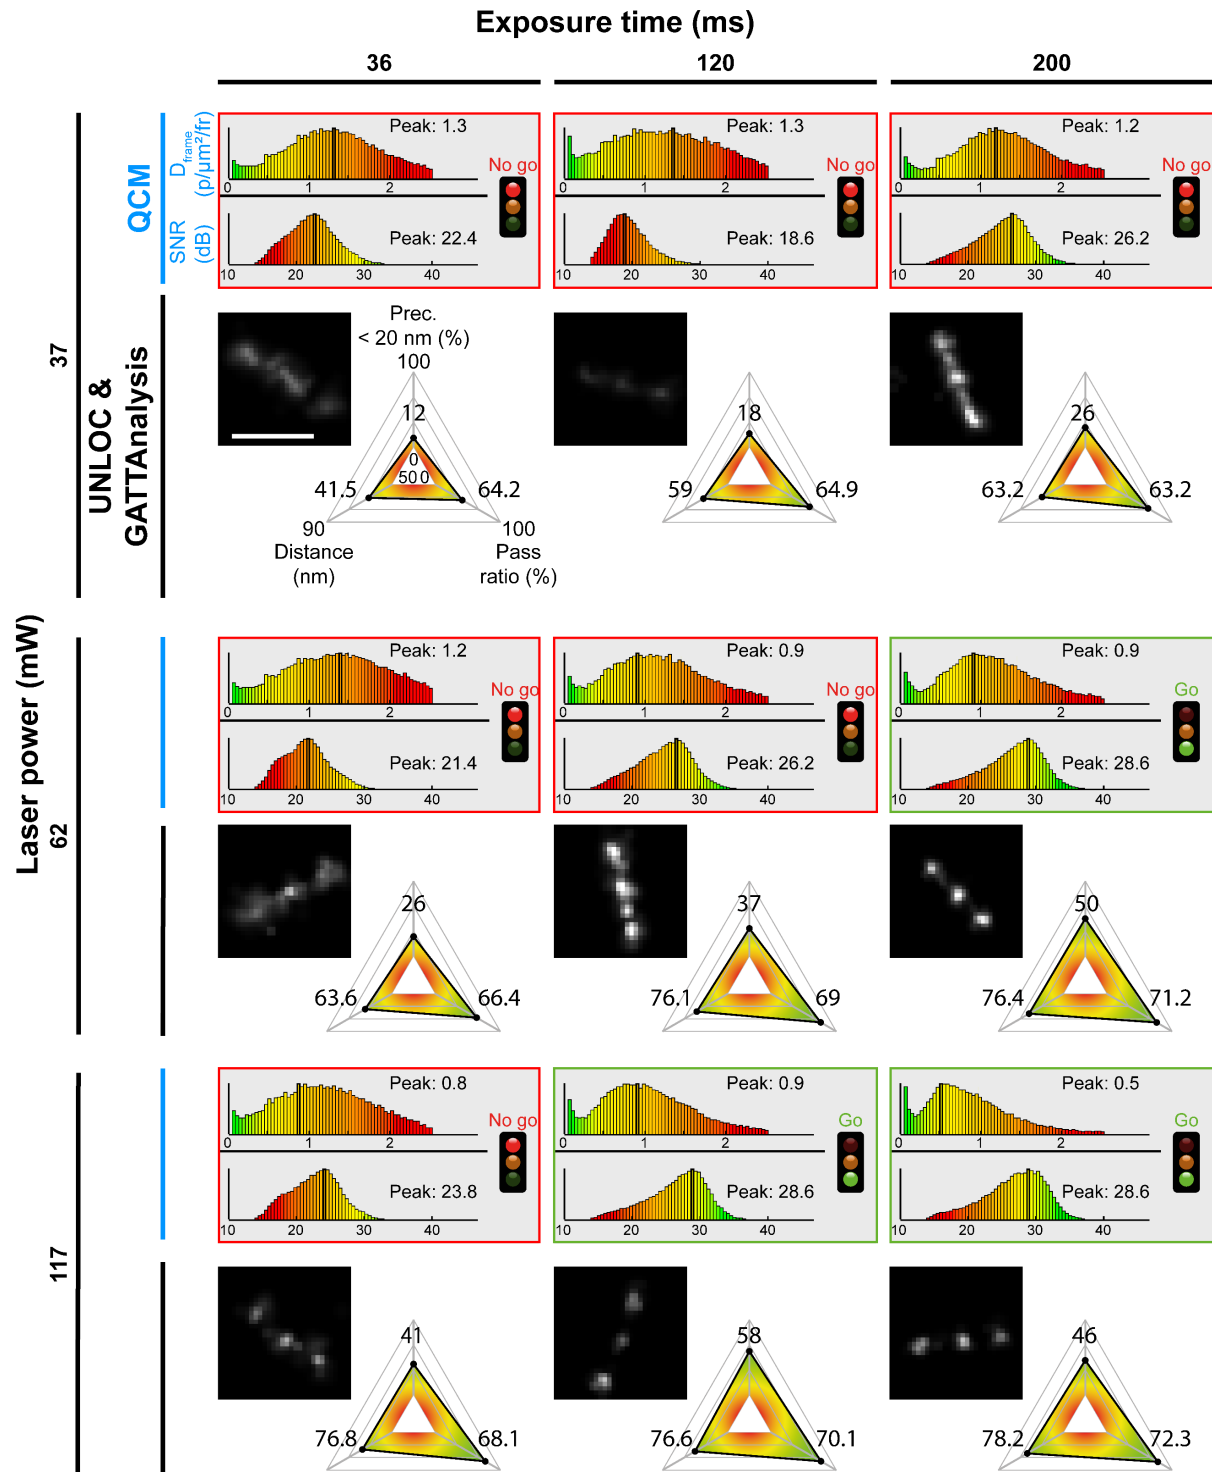 Exposure time (ms)
36 120 200
Laser power (mW)
37
QCM
D frame (p/µm²/fr)
SNR (dB)
Peak: 1.3
0 1 2
No go
Peak: 22.4
10 20 30 40
Peak: 1.3
0 1 2
No go
Peak: 18.6
10 20 30 40
Peak: 1.2
0 1 2
No go
Peak: 26.2
10 20 30 40
UNLOC &
GATTAnalysis
Prec.
< 20 nm (%)
100
12
0
50 0
41.5 64.2
90 100
Distance
(nm)
Pass
ratio (%)
18
59 64.9
26
63.2 63.2
62
Peak: 1.2
0 1 2
No go
Peak: 21.4
10 20 30 40
Peak: 0.9
0 1 2
No go
Peak: 26.2
10 20 30 40
Peak: 0.9
0 1 2
Go
Peak: 28.6
10 20 30 40
26
63.6 66.4
37
76.1 69
50
76.4 71.2
117
Peak: 0.8
0 1 2
No go
Peak: 23.8
10 20 30 40
Peak: 0.9
0 1 2
Go
Peak: 28.6
10 20 30 40
Peak: 0.5
0 1 2
Go
Peak: 28.6
10 20 30 40
41
76.8 68.1
58
76.6 70.1
46
78.2 72.3